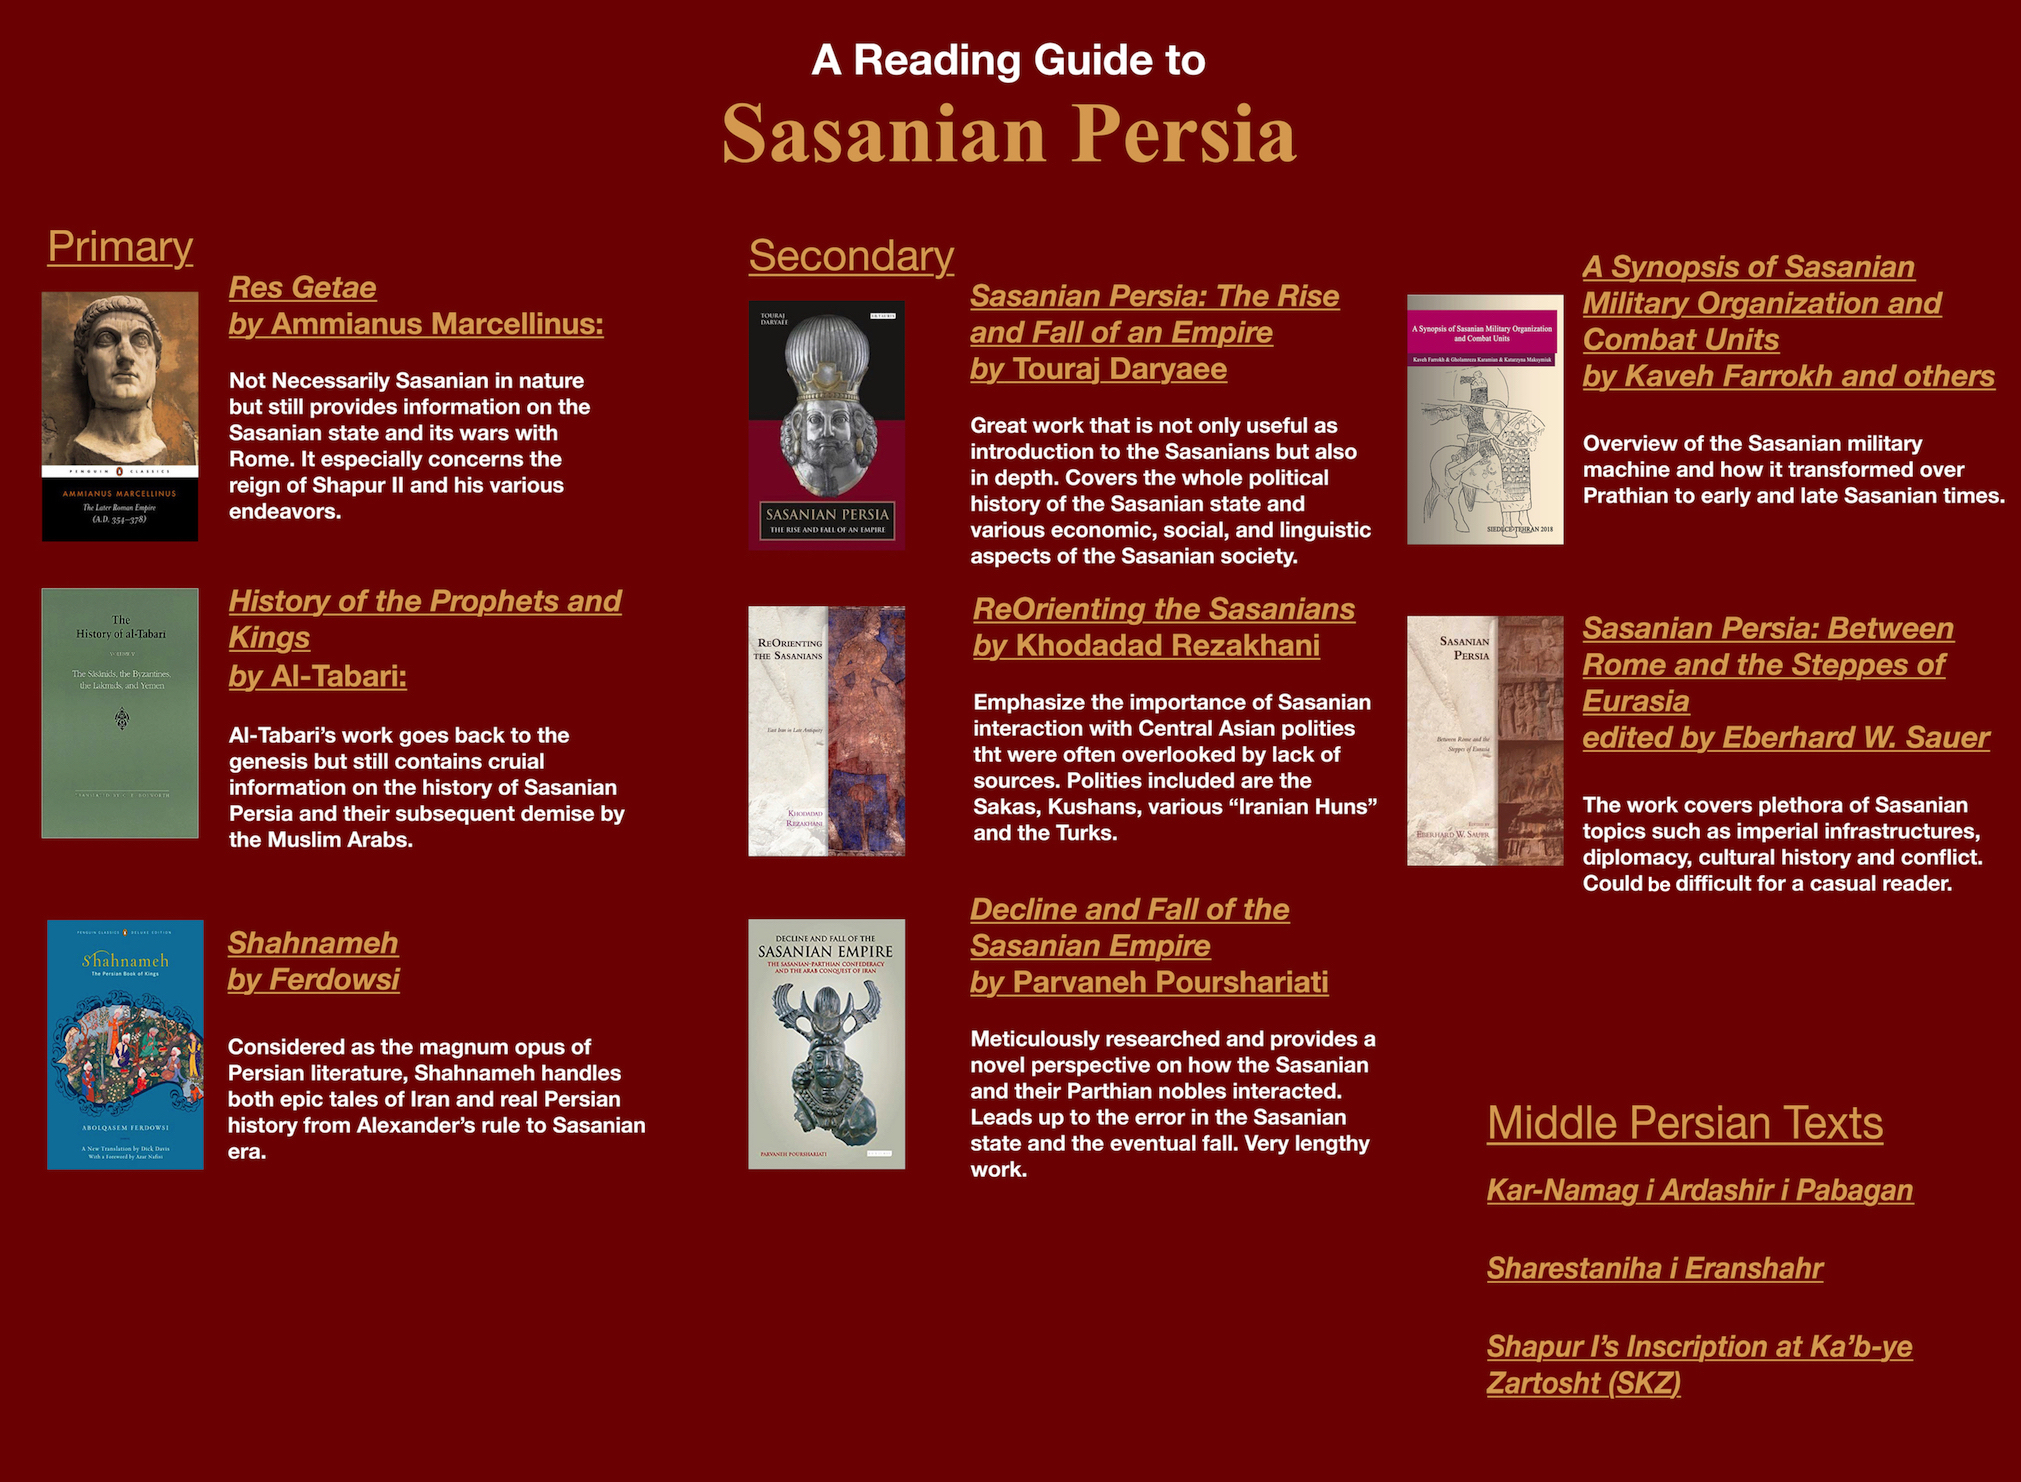 A Reading Guide to
Sasanian Persia
Primary
PENGUIN CLASSICS
AMMIANUS MARCELLINUS
The Later Roman Empire
(A.D. 354–378)
Res Getae
by Ammianus Marcellinus:
Not Necessarily Sasanian in nature
but still provides information on the
Sasanian state and its wars with
Rome. It especially concerns the
reign of Shapur II and his various
endeavors.
The
History of al-Tabari
VOLUME V
The Sāsānids, the Byzantines,
the Lakmids, and Yemen
TRANSLATED BY C. E. BOSWORTH
History of the Prophets and
Kings
by Al-Tabari:
Al-Tabari’s work goes back to the
genesis but still contains cruial
information on the history of Sasanian
Persia and their subsequent demise by
the Muslim Arabs.
PENGUIN CLASSICS DELUXE EDITION
Shahnameh
The Persian Book of Kings
ABOLQASEM FERDOWSI
A New Translation by Dick Davis
With a Foreword by Azar Nafisi
Shahnameh
by Ferdowsi
Considered as the magnum opus of
Persian literature, Shahnameh handles
both epic tales of Iran and real Persian
history from Alexander’s rule to Sasanian
era.
Secondary
TOURAJ
DARYAEE
SASANIAN PERSIA
THE RISE AND FALL OF AN EMPIRE
Sasanian Persia: The Rise
and Fall of an Empire
by Touraj Daryaee
Great work that is not only useful as
introduction to the Sasanians but also
in depth. Covers the whole political
history of the Sasanian state and
various economic, social, and linguistic
aspects of the Sasanian society.
REORIENTING
THE SASANIANS
East Iran in Late Antiquity
KHODADAD
REZAKHANI
ReOrienting the Sasanians
by Khodadad Rezakhani
Emphasize the importance of Sasanian
interaction with Central Asian polities
tht were often overlooked by lack of
sources. Polities included are the
Sakas, Kushans, various “Iranian Huns”
and the Turks.
DECLINE AND FALL OF THE
SASANIAN EMPIRE
THE SASANIAN-PARTHIAN CONFEDERACY
AND THE ARAB CONQUEST OF IRAN
PARVANEH POURSHARIATI
Decline and Fall of the
Sasanian Empire
by Parvaneh Pourshariati
Meticulously researched and provides a
novel perspective on how the Sasanian
and their Parthian nobles interacted.
Leads up to the error in the Sasanian
state and the eventual fall. Very lengthy
work.
A Synopsis of Sasanian Military Organization
and Combat Units
Kaveh Farrokh & Gholamreza Karamian & Katarzyna Maksymiuk
SIEDLCE-TEHRAN 2018
A Synopsis of Sasanian
Military Organization and
Combat Units
by Kaveh Farrokh and others
Overview of the Sasanian military
machine and how it transformed over
Prathian to early and late Sasanian times.
SASANIAN
PERSIA
Between Rome and the
Steppes of Eurasia
EDITED BY
EBERHARD W. SAUER
Sasanian Persia: Between
Rome and the Steppes of
Eurasia
edited by Eberhard W. Sauer
The work covers plethora of Sasanian
topics such as imperial infrastructures,
diplomacy, cultural history and conflict.
Could be difficult for a casual reader.
Middle Persian Texts
Kar-Namag i Ardashir i Pabagan
Sharestaniha i Eranshahr
Shapur I’s Inscription at Ka’b-ye
Zartosht (SKZ)